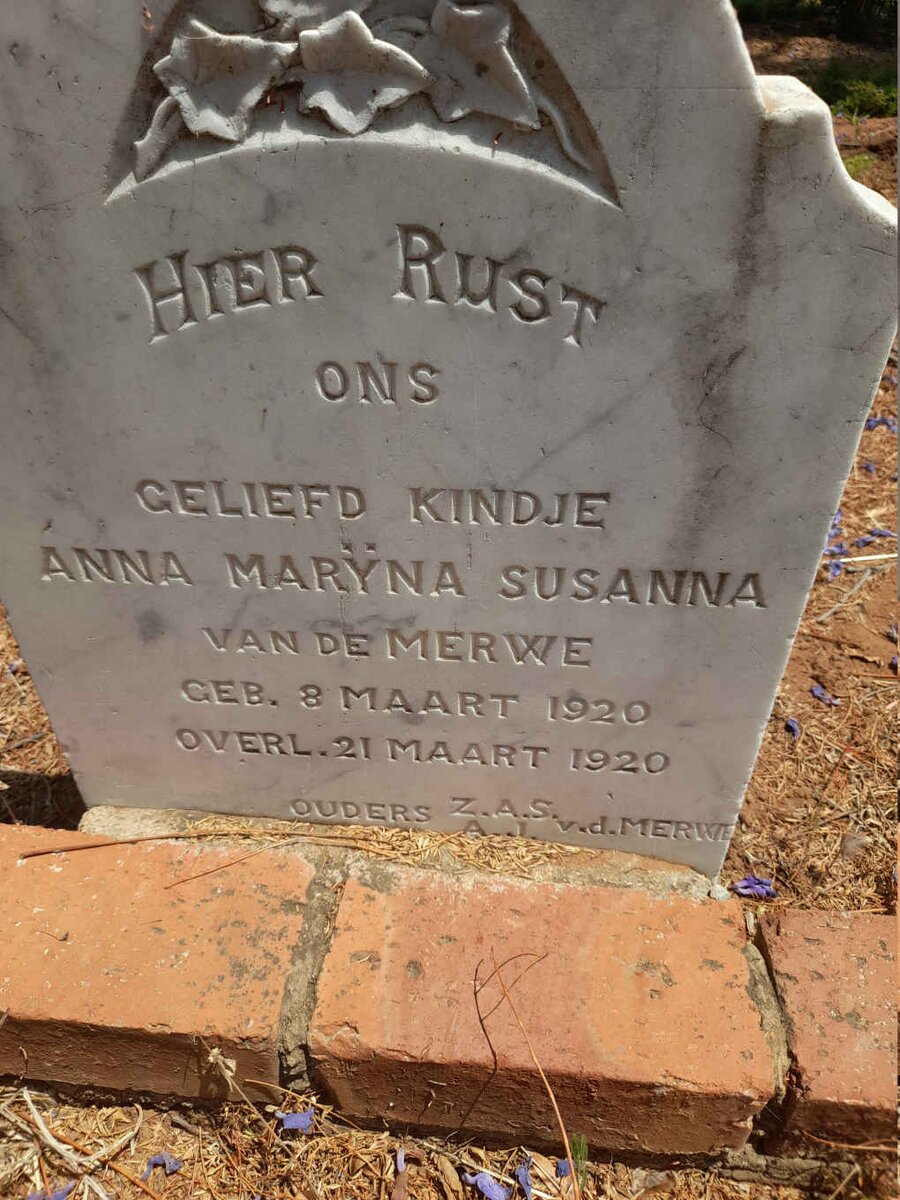 HIER RUST
ONS
GELIEFD KINDJE
ANNA MARŸNA SUSANNA
VAN DE MERWE
GEB. 8 MAART 1920
OVERL. 21 MAART 1920
OUDERS Z.A.S.
v.d. MERWE